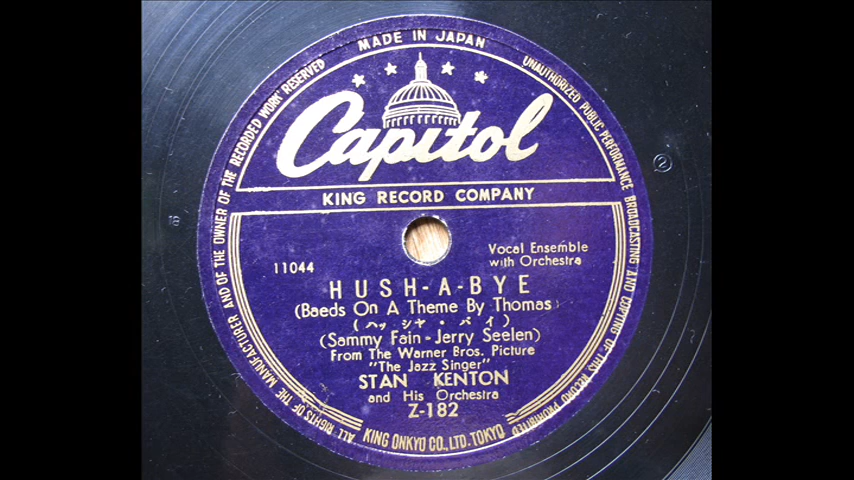 MADE IN JAPAN
Capitol
KING RECORD COMPANY
Vocal Ensemble
with Orchestra
11044
HUSH-A-BYE
(Baeds On A Theme By Thomas)
(ハッ・シヤ・バイ)
(Sammy Fain - Jerry Seelen)
From The Warner Bros. Picture
"The Jazz Singer"
STAN KENTON
and His Orchestra
Z-182
KING ONKYO CO., LTD. TOKYO
ALL RIGHTS OF THE MANUFACTURER AND OF THE OWNER OF THE RECORDED WORK RESERVED
UNAUTHORIZED PUBLIC PERFORMANCE BROADCASTING AND COPYING OF THIS RECORD PROHIBITED